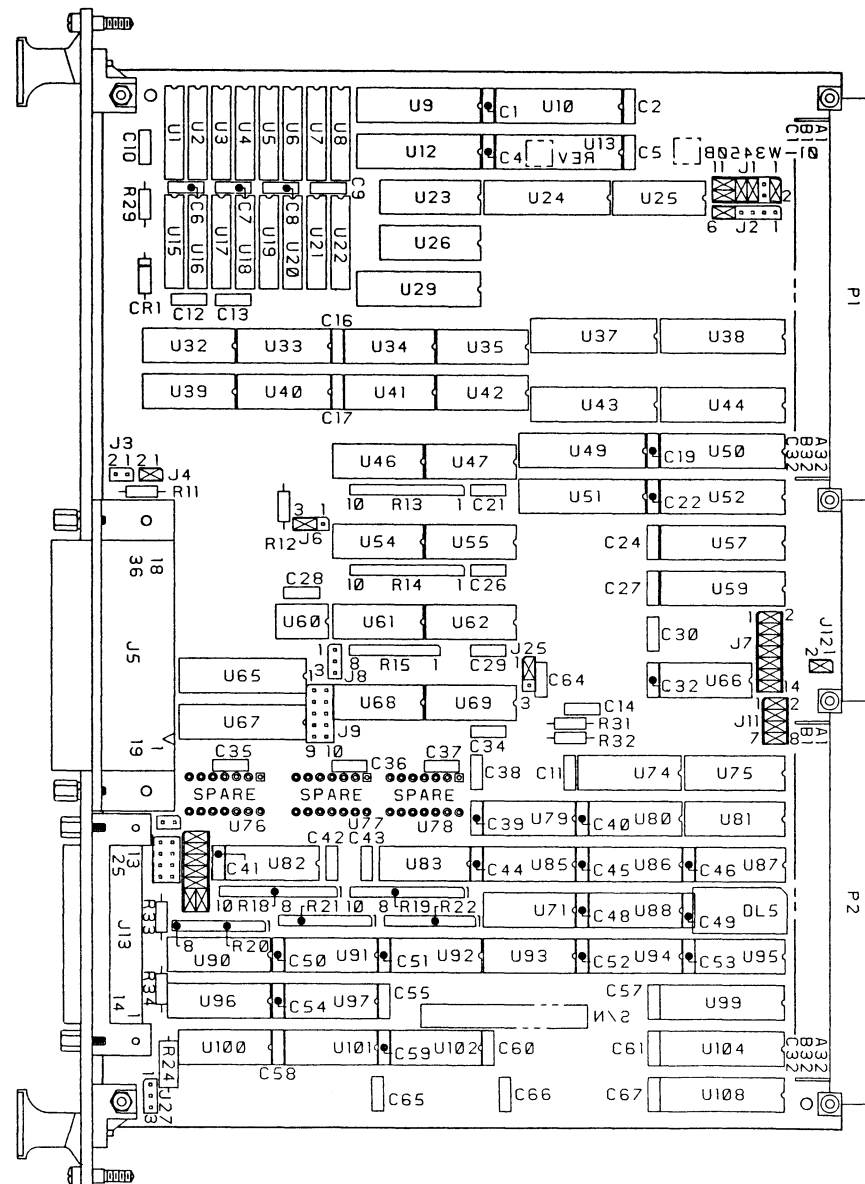 U1 U2 U3 U4 U5 U6 U7 U8
U9 C1 U10 C2
C10
U12 C4 REV U13 C5
01-W3450B
A1
B1
C1
11 J1 1
2
6 J2 1
R29
C6 C7 C8 C9
U23 U24 U25
U15 U16 U17 U18 U19 U20 U21 U22
U26
CR1
C12 C13
U29
P1
C16
U32 U33 U34 U35 U37 U38
U39 U40 U41 U42 U43 U44
C17
J3
2 1 2 1
J4
R11
U46 U47 U49 C19 U50
A32
B32
C32
10 R13 1 C21
U51 C22 U52
R12
3 1
J6
U54 U55 C24 U57
18
36
10 R14 1 C26
C28
C27 U59
J5
U60 U61 U62
C30
1 2
J7
14
J12
1
2
1 J8 3
8 R15 1 C29
J25
1
3
C64
U65 U68 U69
C32 U66
U67
1 J9
9 10
C14
R31
R32
C34
1 2
J11
7 8
A1
B1
19 1
C35 C36 C37 C38 C11 U74 U75
SPARE SPARE SPARE
U76 U77 U78
C39 U79 C40 U80 U81
C42 C43
13
25
C41 U82 U83 C44 U85 C45 U86 C46 U87
10 R18 8 R21 10 R19 8 R22
U71 C48 U88 C49 DL5
P2
J13
R33
8 R20
U90 C50 U91 C51 U92 U93 C52 U94 C53 U95
R34
14 1
U96 C54 U97 C55
S/N
C57 U99
U100 C58 U101 C59 U102 C60 C61 U104
A32
B32
C32
R24
1 J27 3
C65 C66 C67 U108